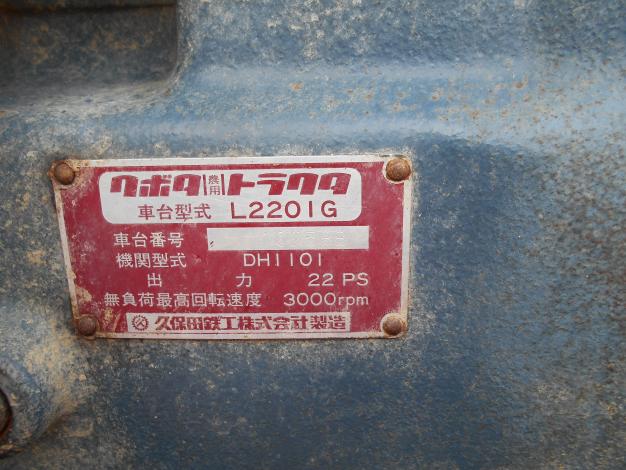 クボタ農用トラクタ
車台型式 L2201G
車台番号
機関型式 DH1101
出力 22 PS
無負荷最高回転速度 3000rpm
久保田鉄工株式会社製造